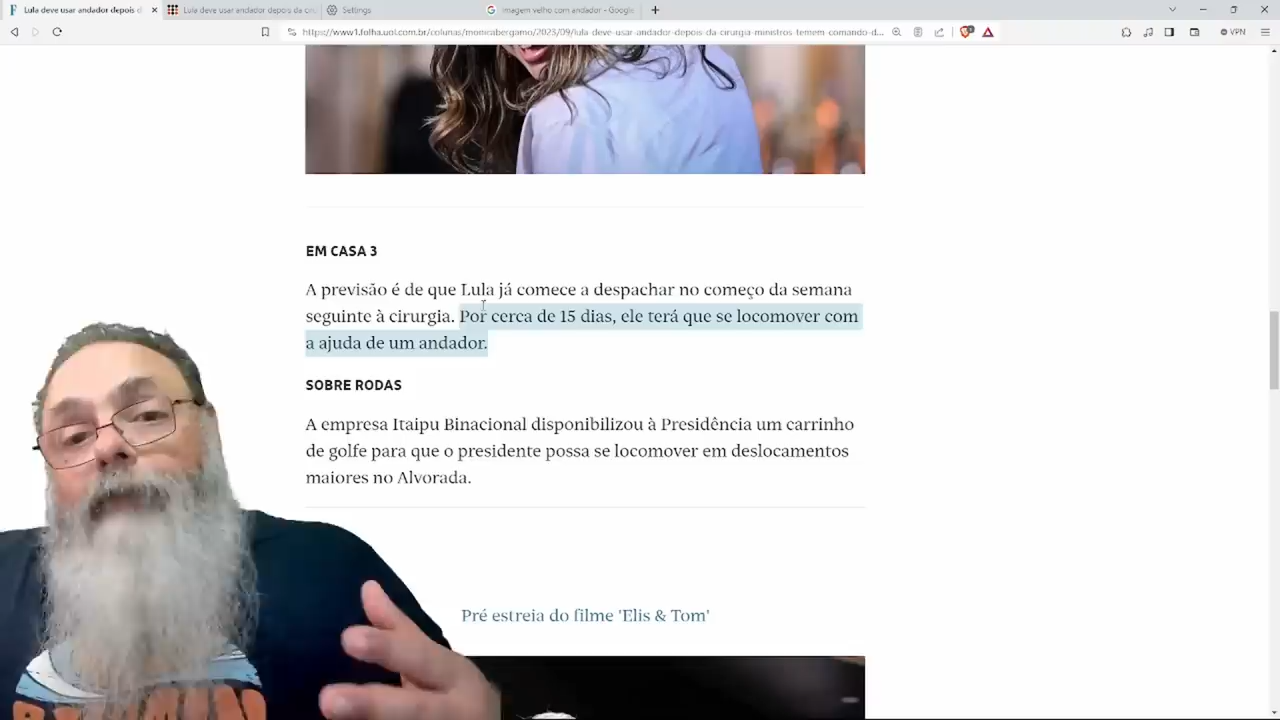 Lula deve usar andador depois d
Lula deve usar andador depois da cirur
Settings
imagem velho com andador - Google
https://www1.folha.uol.com.br/colunas/monicabergamo/2023/09/lula-deve-usar-andador-depois-da-cirurgia-ministros-temem-comando-d...
VPN
EM CASA 3
A previsão é de que Lula já comece a despachar no começo da semana
seguinte à cirurgia. Por cerca de 15 dias, ele terá que se locomover com
a ajuda de um andador.
SOBRE RODAS
A empresa Itaipu Binacional disponibilizou à Presidência um carrinho
de golfe para que o presidente possa se locomover em deslocamentos
maiores no Alvorada.
Pré estreia do filme 'Elis & Tom'